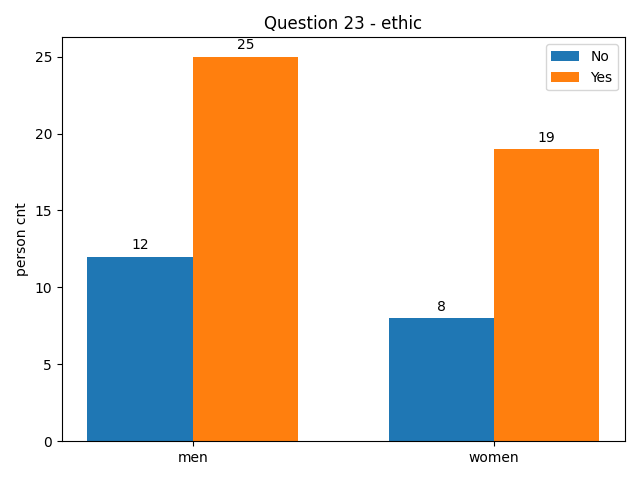 Question 23 - ethic
25
No
Yes
19
12
8
person cnt
25
20
15
10
5
0
men
women